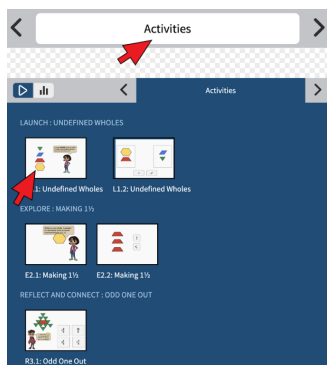 Activities
Activities
LAUNCH : UNDEFINED WHOLES
.1: Undefined Wholes L1.2: Undefined Wholes
EXPLORE : MAKING 1½
E2.1: Making 1½ E2.2: Making 1½
REFLECT AND CONNECT : ODD ONE OUT
R3.1: Odd One Out